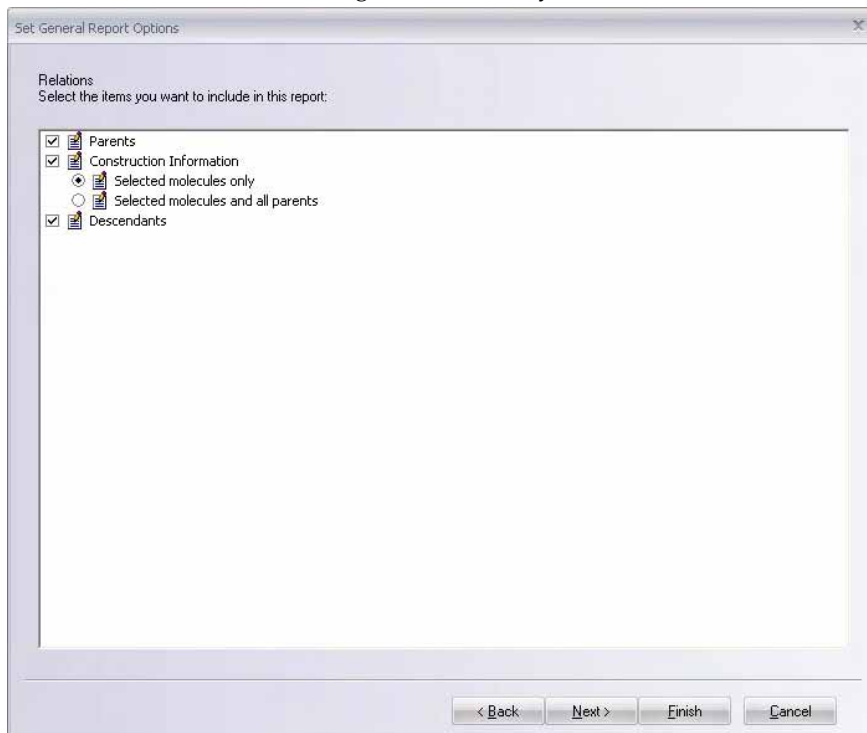 Set General Report Options
Relations
Select the items you want to include in this report:
Parents
Construction Information
Selected molecules only
Selected molecules and all parents
Descendants
< Back Next > Finish Cancel